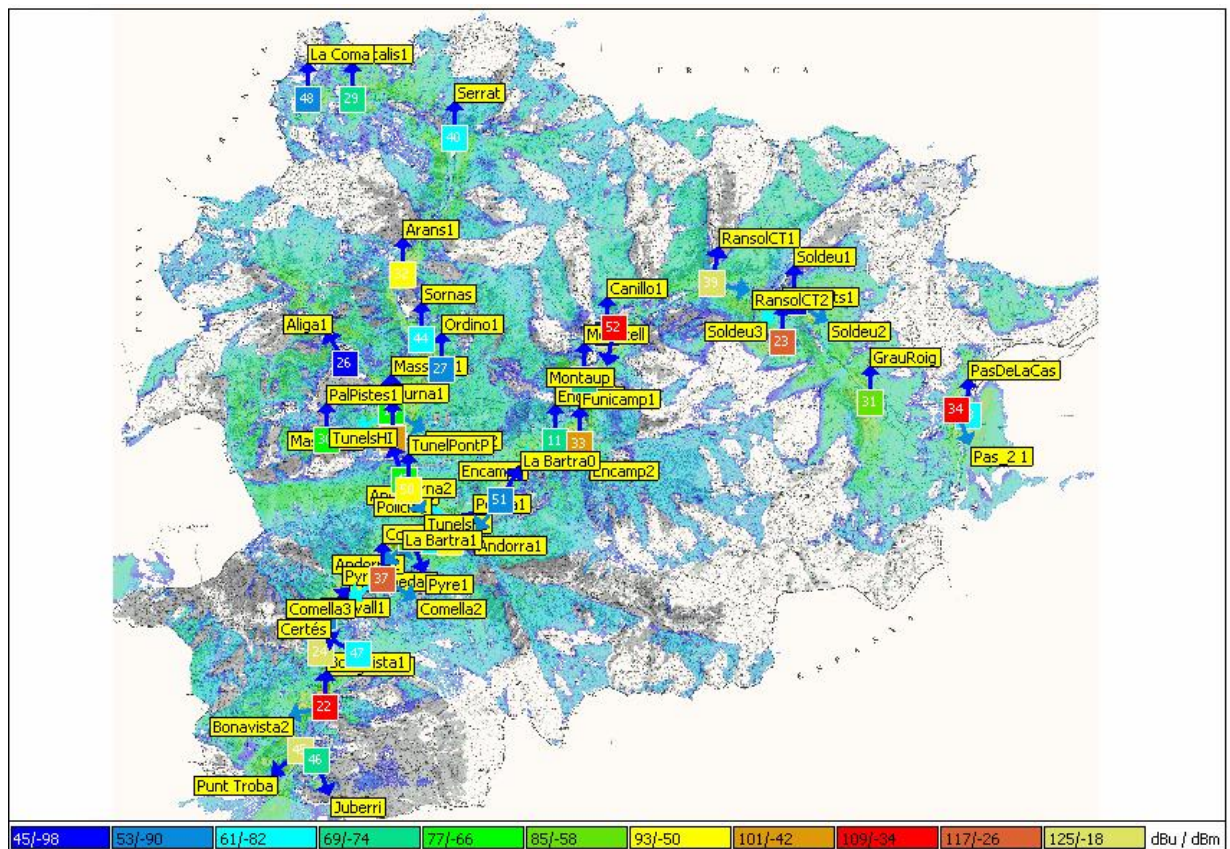 La Coma
talis1
48
29
Serrat
40
F R A N C A
Arans1
32
RansolCT1
39
Soldeu1
Sornas
Canillo1
RansolCT2
ts1
Aliga1
44
Ordino1
52
Soldeu3
Soldeu2
26
27
23
GrauRoig
PasDeLaCas
PalPistes1
Montaup
31
34
Funicamp1
TunelsHI
TunelPontP
11
33
Pas_2 1
La Bartra0
Encamp2
50
51
La Bartra1
Andorra1
37
Pyre1
Comella3
Comella2
Certés
24
47
Bonavista2
22
45
46
Punt Troba
Juberri
45/-98 53/-90 61/-82 69/-74 77/-66 85/-58 93/-50 101/-42 109/-34 117/-26 125/-18 dBu / dBm